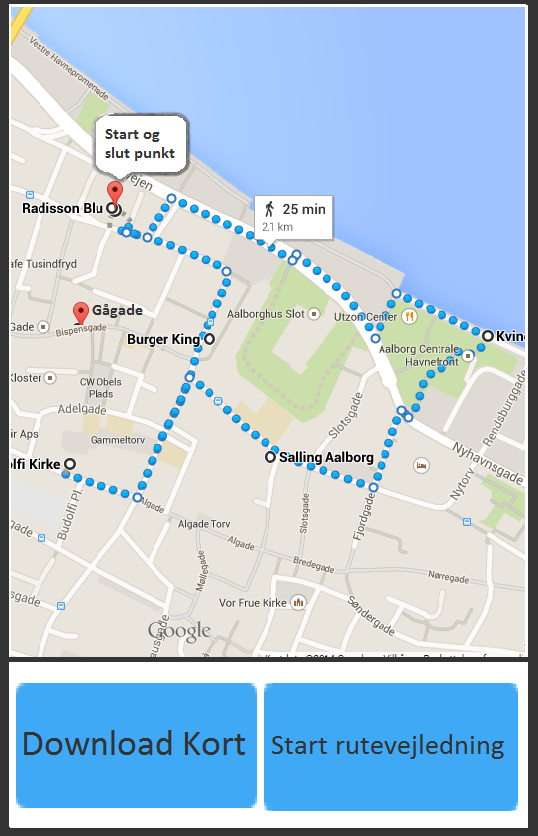 Vestre Havnepromenade
Start og
slut punkt
Radisson Blu
25 min
2,1 km
afe Tusindfryd
Gågade
Gade
Bispensgade
Aalborghus Slot
Utzon Center
Burger King
Aalborg Centrale
Havnefront
Kloster
CW Obels
Plads
Adelgade
ir Aps
Gammeltorv
Slotsgade
Rendsburggade
Nyhavnsgade
olfi Kirke
Salling Aalborg
Nytorv
Budolfi Pl.
Algade
Algade Torv
Slotsgade
Fjordgade
Algade
Bredegade
Nørregade
Vor Frue Kirke
Søndergade
Google
Download Kort
Start rutevejledning